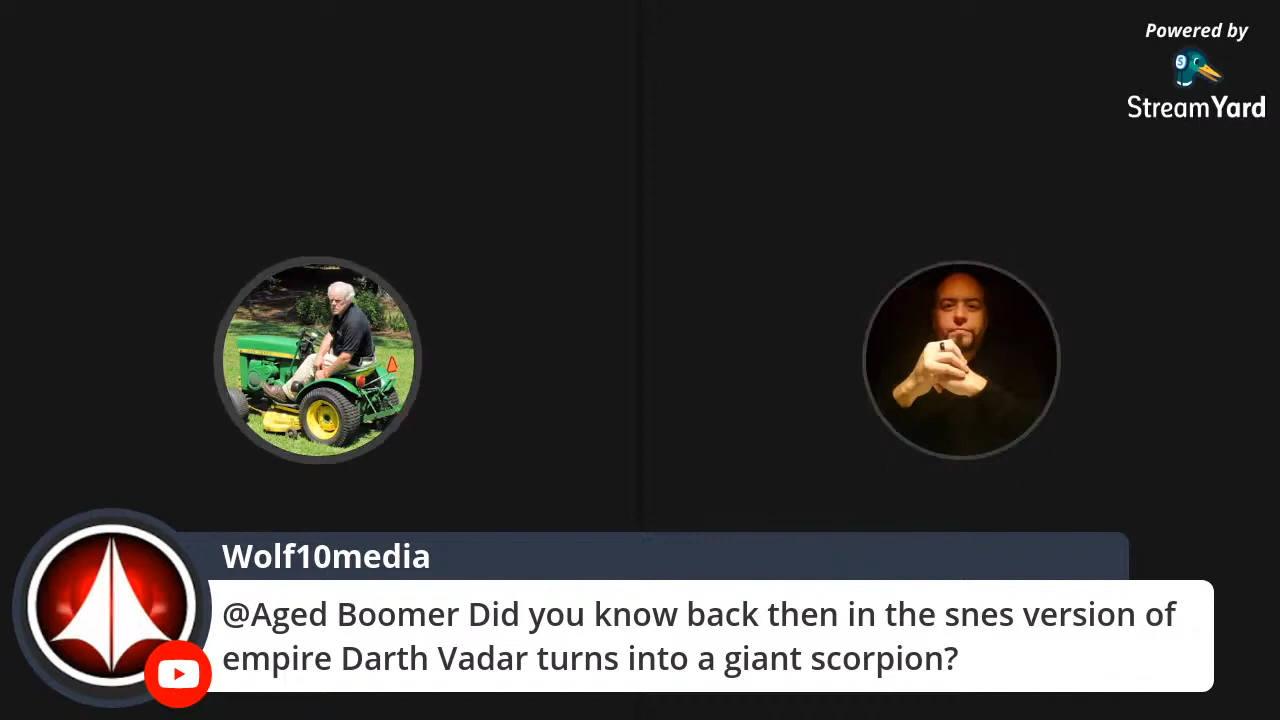 Powered by
S
StreamYard
Wolf10media
@Aged Boomer Did you know back then in the snes version of
empire Darth Vadar turns into a giant scorpion?